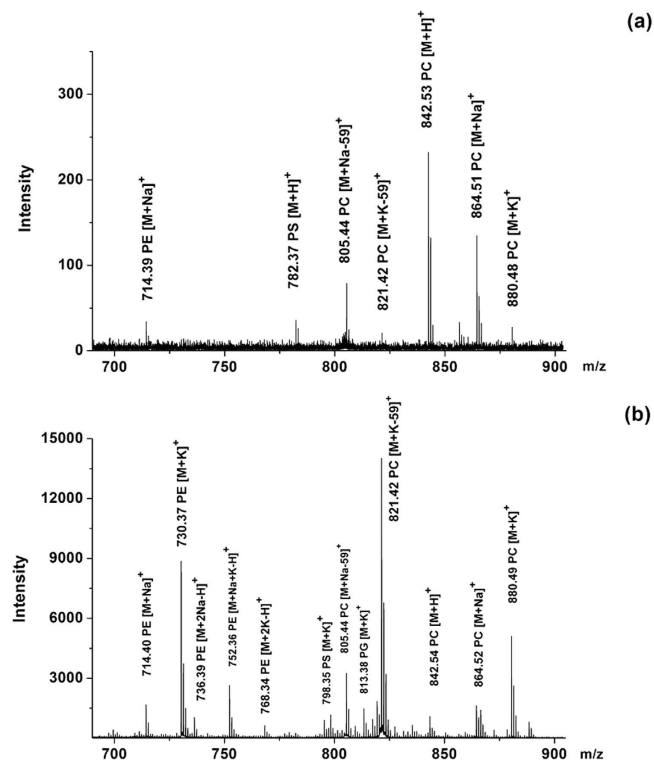 (a)
842.53 PC [M+H]+
864.51 PC [M+Na]+
805.44 PC [M+Na-59]+
821.42 PC [M+K-59]+
880.48 PC [M+K]+
782.37 PS [M+H]+
714.39 PE [M+Na]+
300
200
100
0
Intensity
700
750
800
850
900
m/z
(b)
821.42 PC [M+K-59]+
730.37 PE [M+K]+
880.49 PC [M+K]+
714.40 PE [M+Na]+
736.39 PE [M+2Na-H]+
752.36 PE [M+Na+K-H]+
768.34 PE [M+2K-H]+
798.35 PS [M+K]+
805.44 PC [M+Na-59]+
813.38 PG [M+K]+
842.54 PC [M+H]+
864.52 PC [M+Na]+
15000
12000
9000
6000
3000
Intensity
700
750
800
850
900
m/z